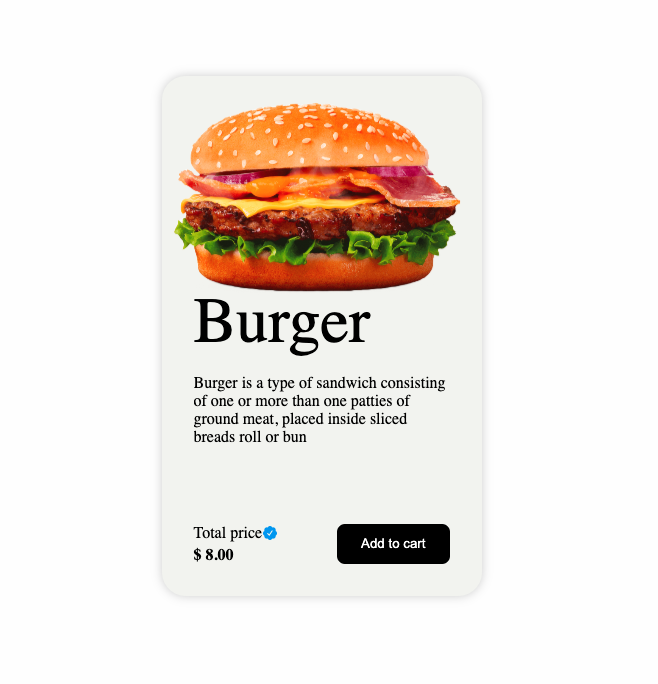 Burger
Burger is a type of sandwich consisting
of one or more than one patties of
ground meat, placed inside sliced
breads roll or bun
Total price
$ 8.00
Add to cart